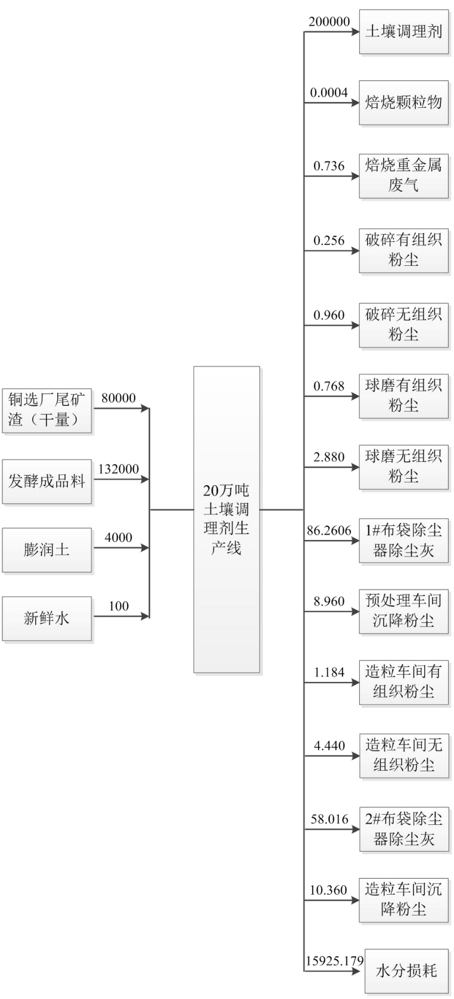 80000
铜选厂尾矿
渣（干量）
132000
发酵成品料
4000
膨润土
100
新鲜水
20万吨
土壤调
理剂生
产线
200000
土壤调理剂
0.0004
焙烧颗粒物
0.736
焙烧重金属
废气
0.256
破碎有组织
粉尘
0.960
破碎无组织
粉尘
0.768
球磨有组织
粉尘
2.880
球磨无组织
粉尘
86.2606
1#布袋除尘
器除尘灰
8.960
预处理车间
沉降粉尘
1.184
造粒车间有
组织粉尘
4.440
造粒车间无
组织粉尘
58.016
2#布袋除尘
器除尘灰
10.360
造粒车间沉
降粉尘
15925.179
水分损耗